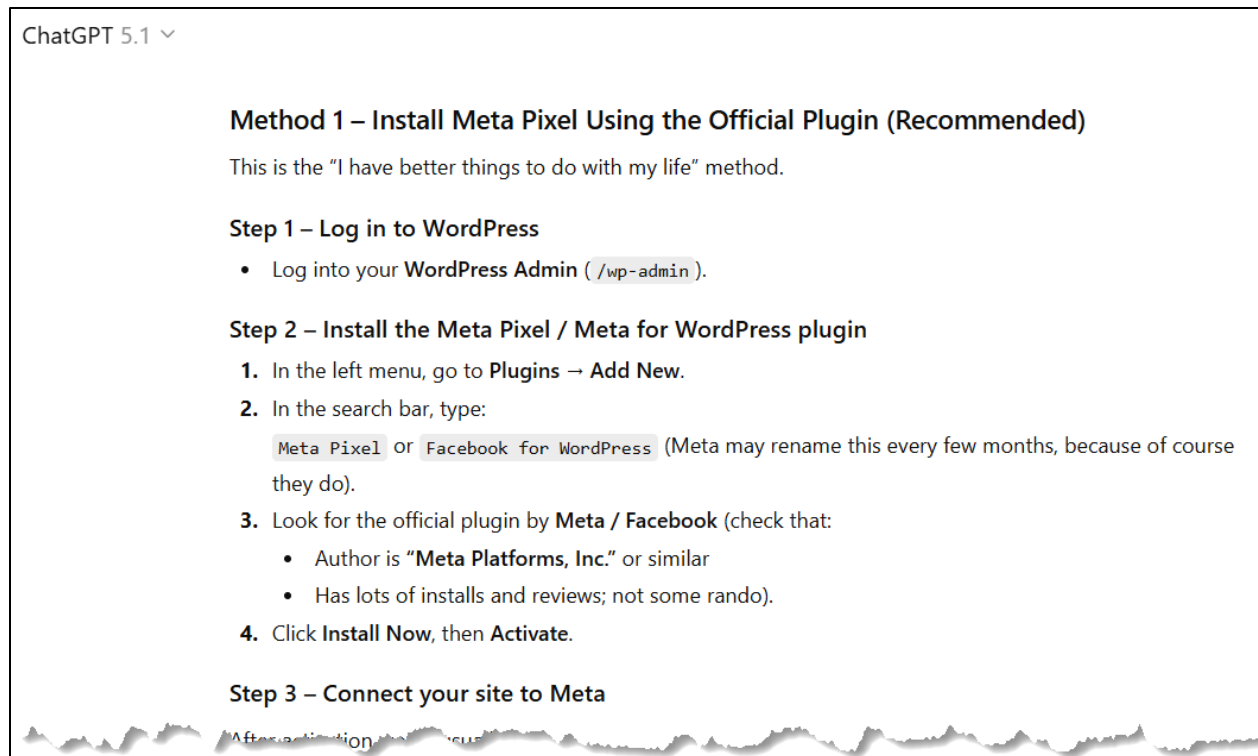 ChatGPT 5.1
Method 1 – Install Meta Pixel Using the Official Plugin (Recommended)
This is the “I have better things to do with my life” method.
Step 1 – Log in to WordPress
• Log into your WordPress Admin ( /wp-admin ).
Step 2 – Install the Meta Pixel / Meta for WordPress plugin
1. In the left menu, go to Plugins → Add New.
2. In the search bar, type:
Meta Pixel or Facebook for WordPress (Meta may rename this every few months, because of course
they do).
3. Look for the official plugin by Meta / Facebook (check that:
• Author is “Meta Platforms, Inc.” or similar
• Has lots of installs and reviews; not some rando).
4. Click Install Now, then Activate.
Step 3 – Connect your site to Meta